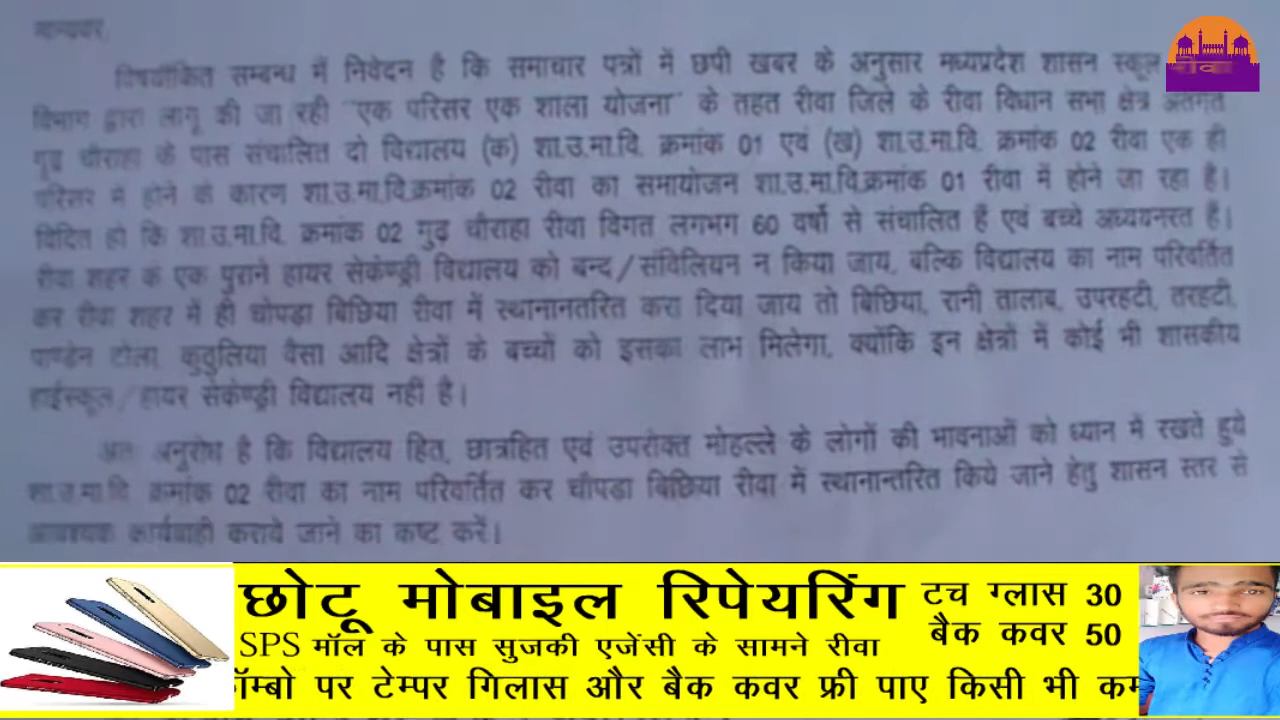 मान्यवर,
विषयांकित सम्बन्ध में निवेदन है कि समाचार पत्रों में छपी खबर के अनुसार मध्यप्रदेश शासन स्कूल
रीवा
विभाग द्वारा लागू की जा रही "एक परिसर एक शाला योजना" के तहत रीवा जिले के रीवा विधान सभा क्षेत्र अंतर्गत
गुढ़ चौराहा के पास संचालित दो विद्यालय (क) शा.उ.मा.वि. क्रमांक 01 एवं (ख) शा.उ.मा.वि. क्रमांक 02 रीवा एक ही
परिसर में होने के कारण शा.उ.मा.वि.क्रमांक 02 रीवा का समायोजन शा.उ.मा.वि.क्रमांक 01 रीवा में होने जा रहा है।
विदित हो कि शा.उ.मा.वि. क्रमांक 02 गुढ़ चौराहा रीवा विगत लगभग 60 वर्षो से संचालित हैं एवं बच्चे अध्ययनरत हैं।
रीवा शहर के एक पुराने हायर सेकेण्ड्री विद्यालय को बन्द/संविलियन न किया जाय, बल्कि विद्यालय का नाम परिवर्तित
कर रीवा शहर में ही चोपड़ा बिछिया रीवा में स्थानानतरित करा दिया जाय तो बिछिया, रानी तालाब, उपरहटी, तरहटी,
पाण्डेन टोला, कुठुलिया वैसा आदि क्षेत्रों के बच्चों को इसका लाभ मिलेगा, क्योंकि इन क्षेत्रों में कोई भी शासकीय
हाईस्कूल/हायर सेकेण्ड्री विद्यालय नहीं है।
अतः अनुरोध है कि विद्यालय हित, छात्रहित एवं उपरोक्त मोहल्ले के लोगों की भावनाओं को ध्यान में रखते हुये
शा.उ.मा.वि. क्रमांक 02 रीवा का नाम परिवर्तित कर चौपडा बिछिया रीवा में स्थानान्तरित किये जाने हेतु शासन स्तर से
आवश्यक कार्यवाही कराये जाने का कष्ट करें।
छोटू मोबाइल रिपेयरिंग
टच ग्लास 30
बैक कवर 50
SPS मॉल के पास सुजकी एजेंसी के सामने रीवा
कॉम्बो पर टेम्पर गिलास और बैक कवर फ्री पाए किसी भी